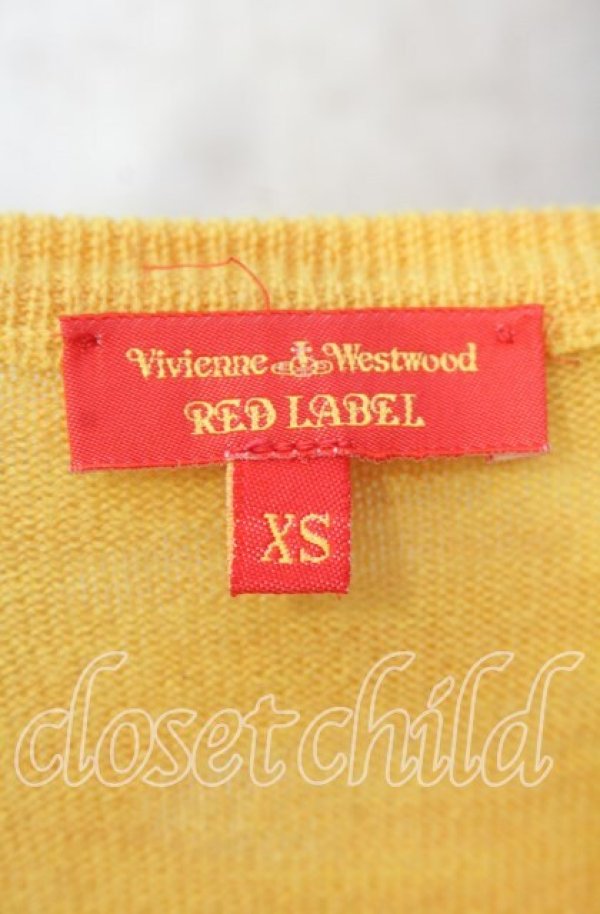 Vivienne Westwood
RED LABEL
XS
closet child